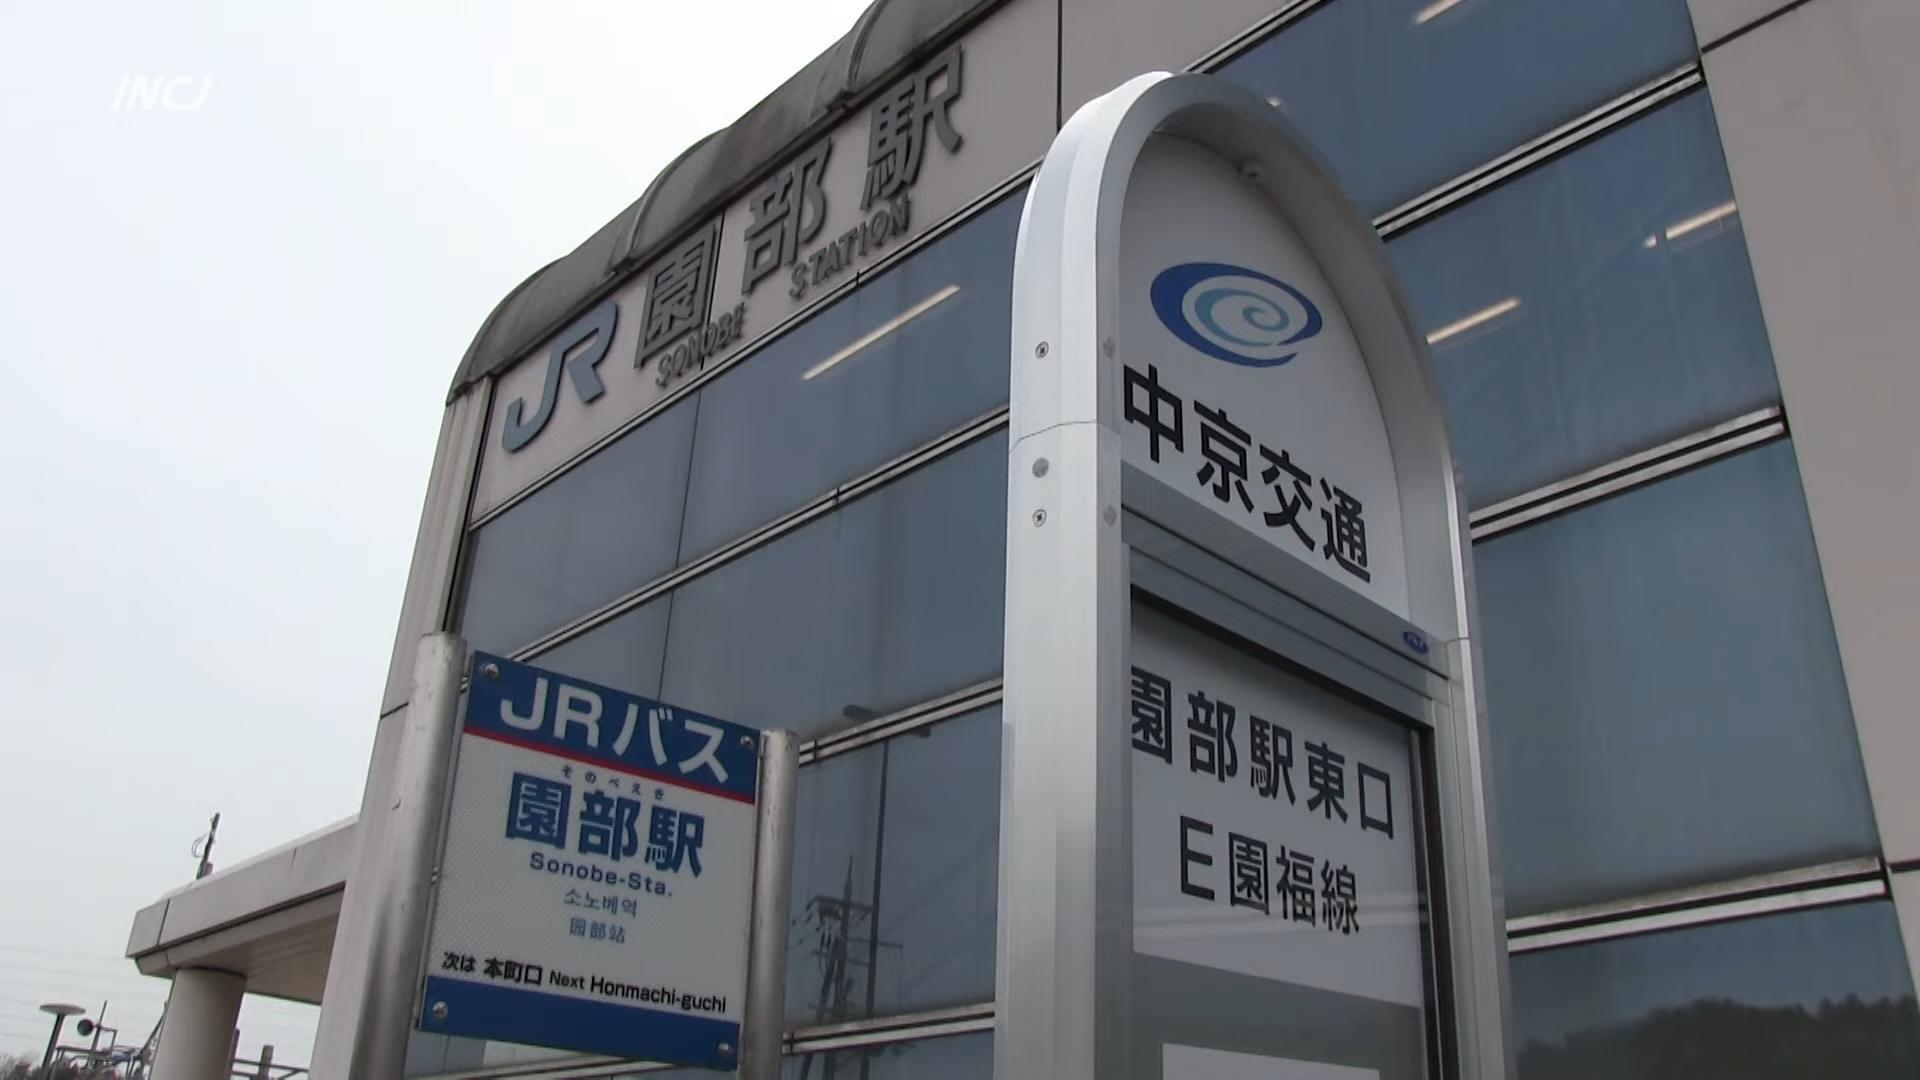 INCJ
JR 園部駅
SONOBE STATION
中京交通
園部駅東口
E園福線
JRバス
そのべえき
園部駅
Sonobe-Sta.
소노베역
园部站
次は 本町口 Next Honmachi-guchi